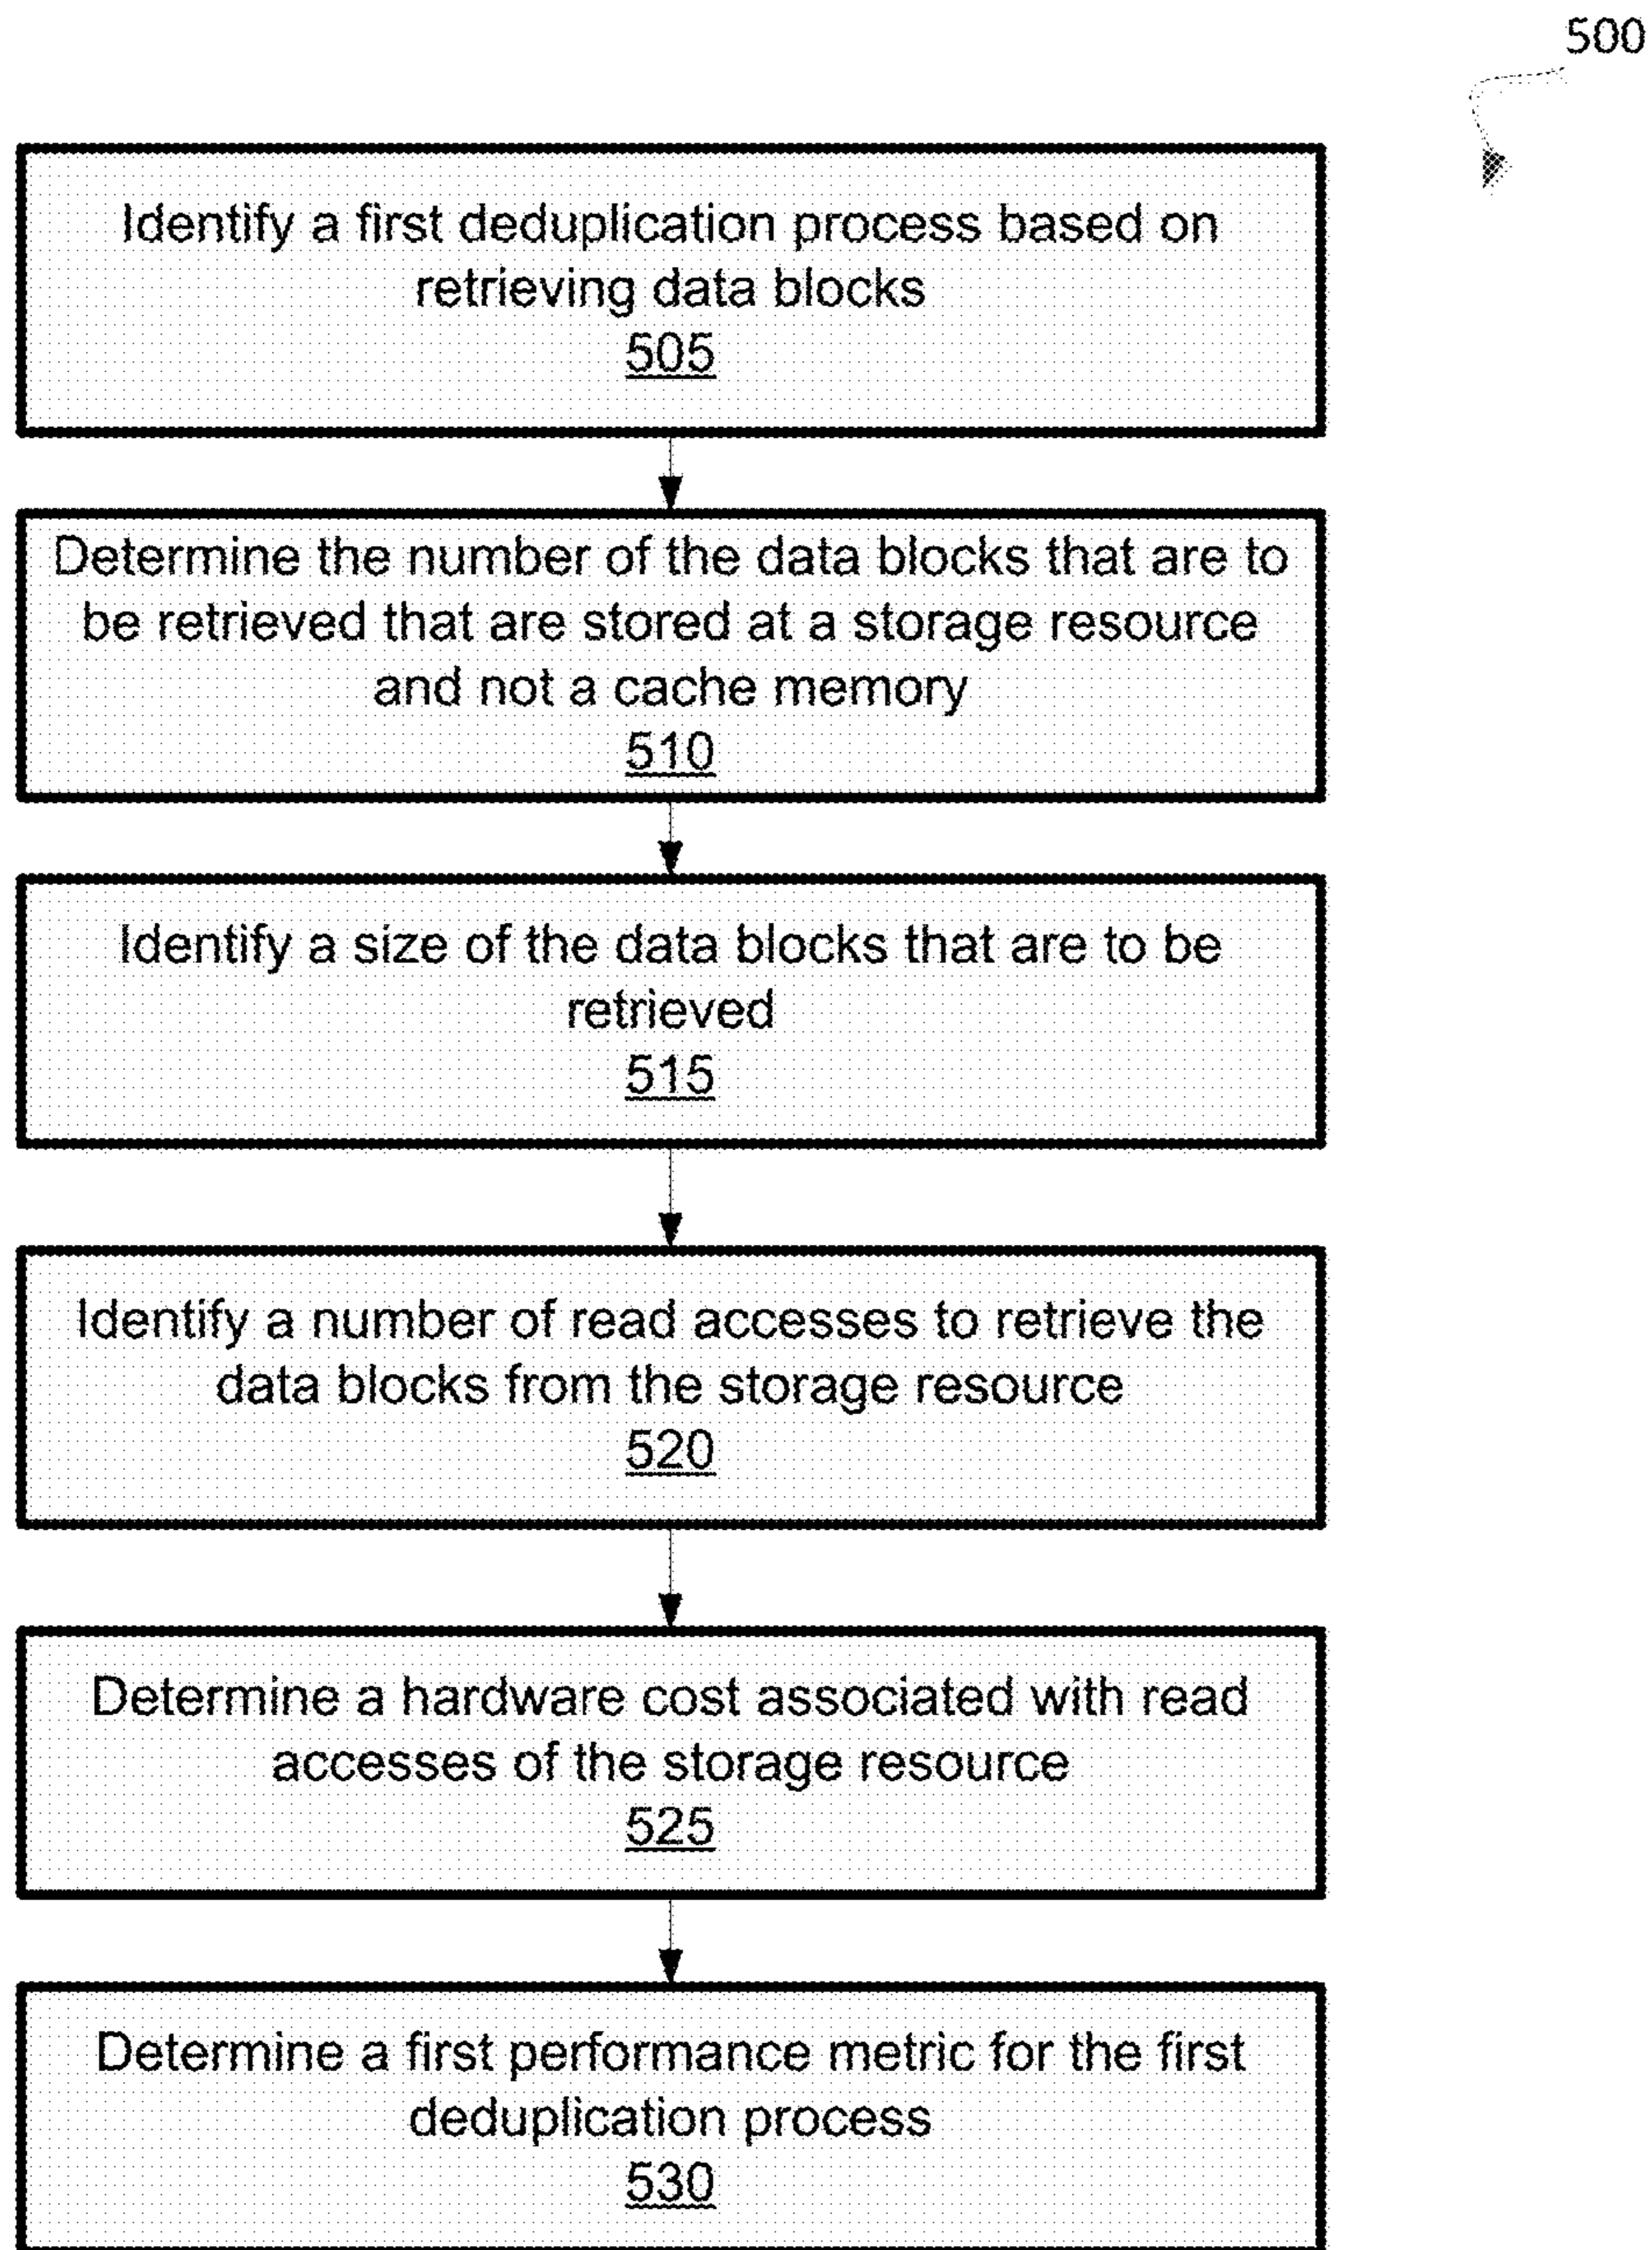 500
Identify a first deduplication process based on
retrieving data blocks
505
Determine the number of the data blocks that are to
be retrieved that are stored at a storage resource
and not a cache memory
510
Identify a size of the data blocks that are to be
retrieved
515
Identify a number of read accesses to retrieve the
data blocks from the storage resource
520
Determine a hardware cost associated with read
accesses of the storage resource
525
Determine a first performance metric for the first
deduplication process
530